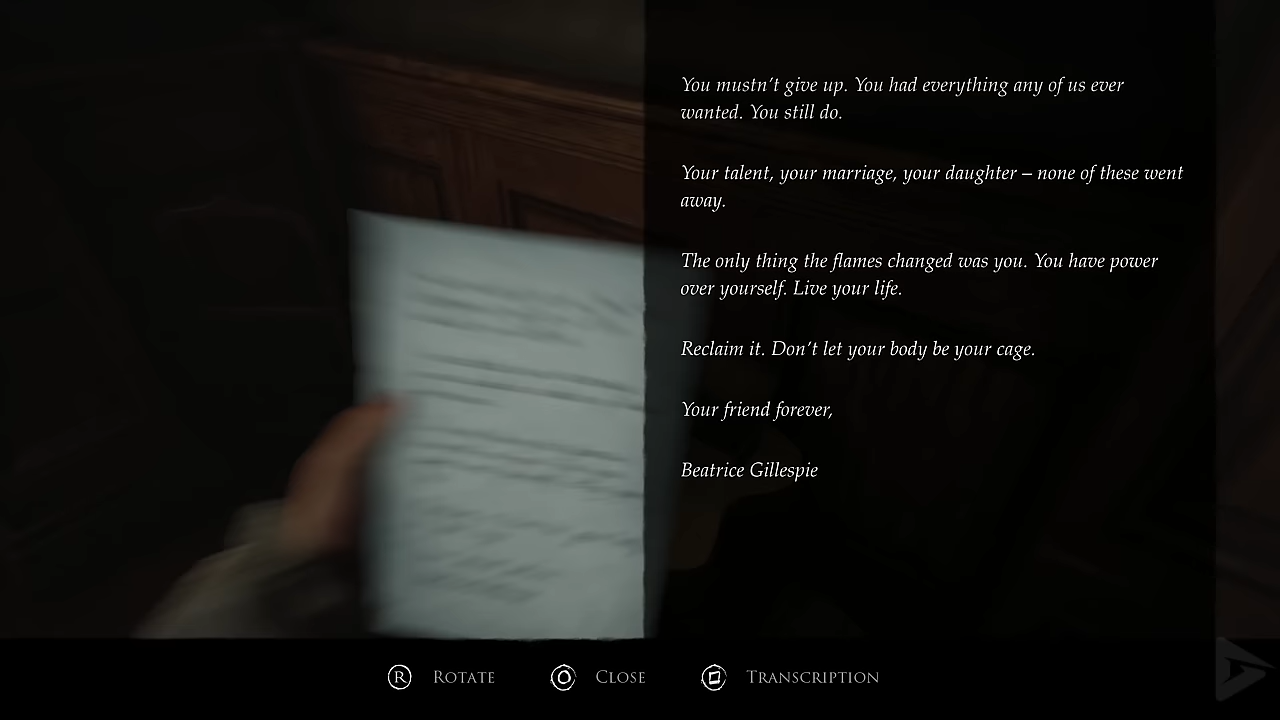 You mustn't give up. You had everything any of us ever
wanted. You still do.
Your talent, your marriage, your daughter – none of these went
away.
The only thing the flames changed was you. You have power
over yourself. Live your life.
Reclaim it. Don't let your body be your cage.
Your friend forever,
Beatrice Gillespie
R Rotate Close Transcription